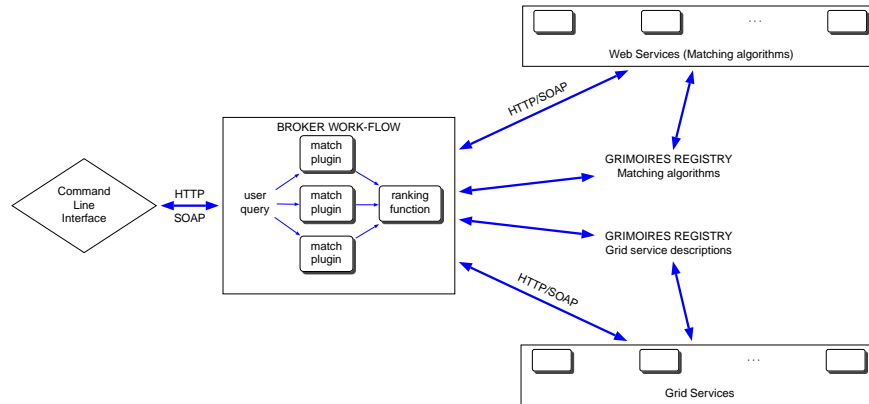 . . .
Web Services (Matching algorithms)
HTTP/SOAP
BROKER WORK-FLOW
match
plugin
GRIMOIRES REGISTRY
Matching algorithms
Command
Line
Interface
HTTP
SOAP
user
query
match
plugin
ranking
function
match
plugin
GRIMOIRES REGISTRY
Grid service descriptions
HTTP/SOAP
. . .
Grid Services